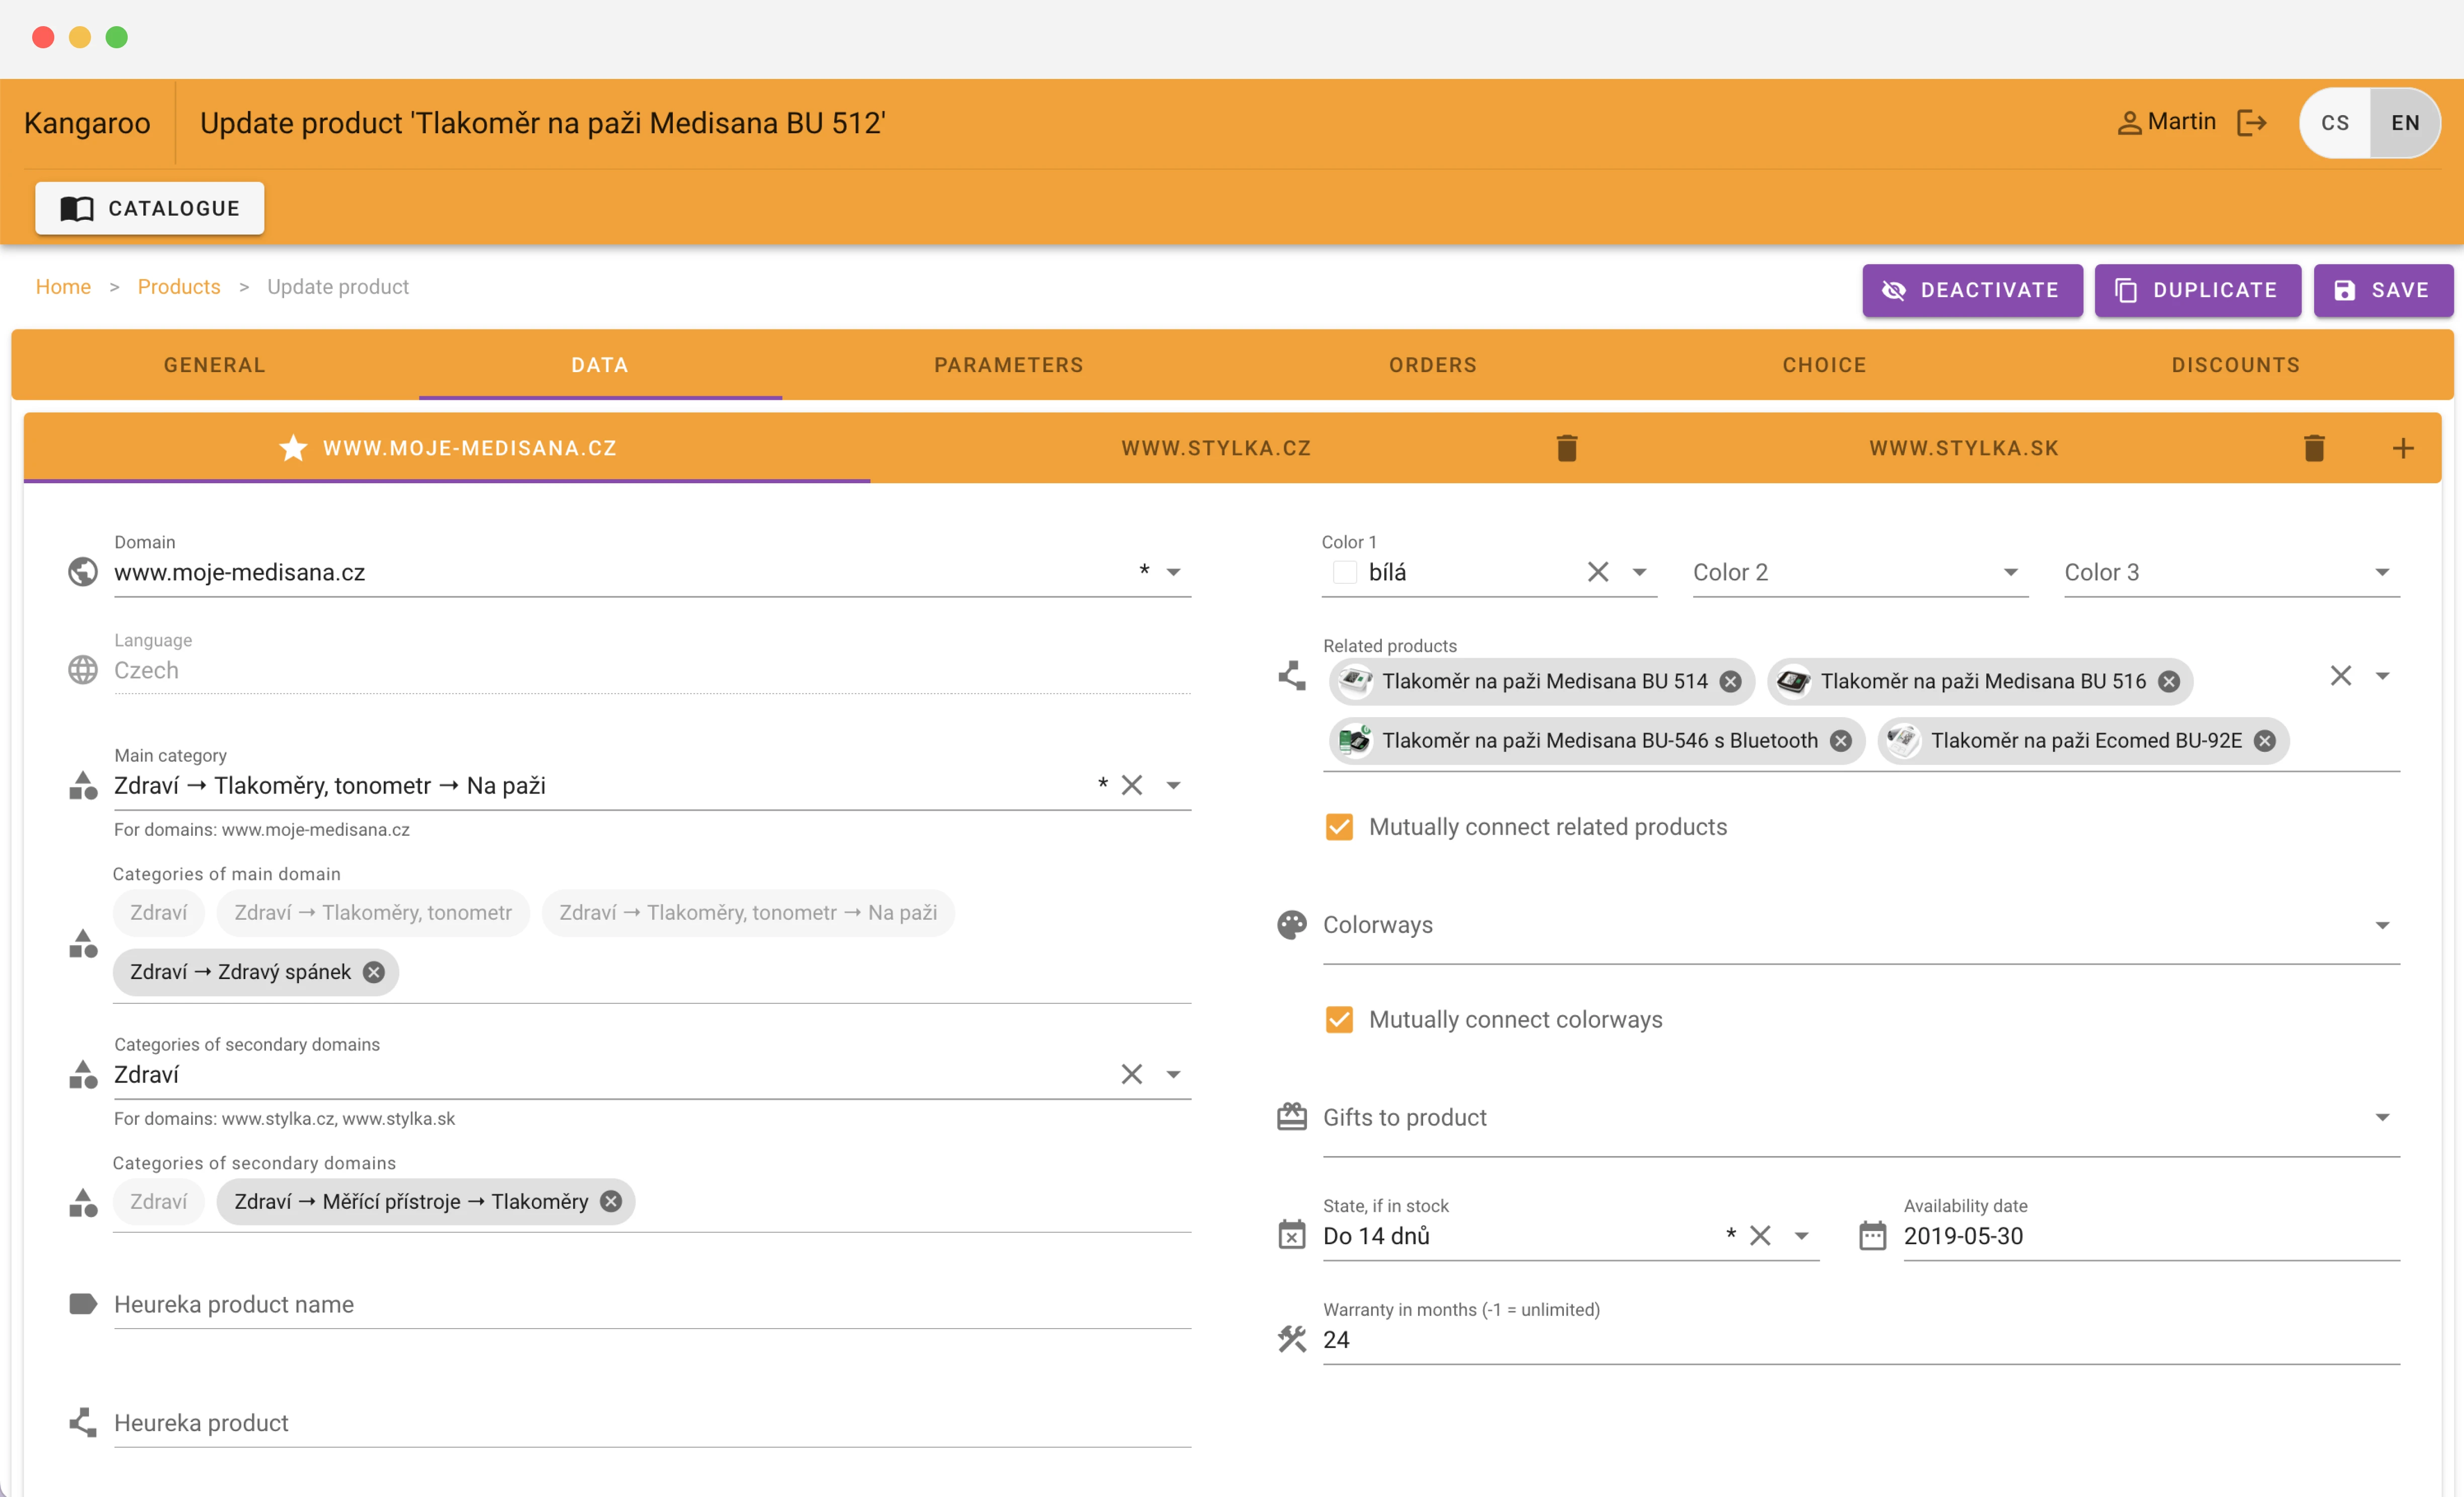 Kangaroo
Update product 'Tlakoměr na paži Medisana BU 512'
Martin
CS
EN
CATALOGUE
Home > Products > Update product
DEACTIVATE
DUPLICATE
SAVE
GENERAL
DATA
PARAMETERS
ORDERS
CHOICE
DISCOUNTS
WWW.MOJE-MEDISANA.CZ
WWW.STYLKA.CZ
WWW.STYLKA.SK
Domain
www.moje-medisana.cz *
Language
Czech
Main category
Zdraví → Tlakoměry, tonometr → Na paži *
For domains: www.moje-medisana.cz
Categories of main domain
Zdraví
Zdraví → Tlakoměry, tonometr
Zdraví → Tlakoměry, tonometr → Na paži
Zdraví → Zdravý spánek
Categories of secondary domains
Zdraví
For domains: www.stylka.cz, www.stylka.sk
Categories of secondary domains
Zdraví
Zdraví → Měřící přístroje → Tlakoměry
Heureka product name
Heureka product
Color 1
bílá
Color 2
Color 3
Related products
Tlakoměr na paži Medisana BU 514
Tlakoměr na paži Medisana BU 516
Tlakoměr na paži Medisana BU-546 s Bluetooth
Tlakoměr na paži Ecomed BU-92E
Mutually connect related products
Colorways
Mutually connect colorways
Gifts to product
State, if in stock
Do 14 dnů *
Availability date
2019-05-30
Warranty in months (-1 = unlimited)
24